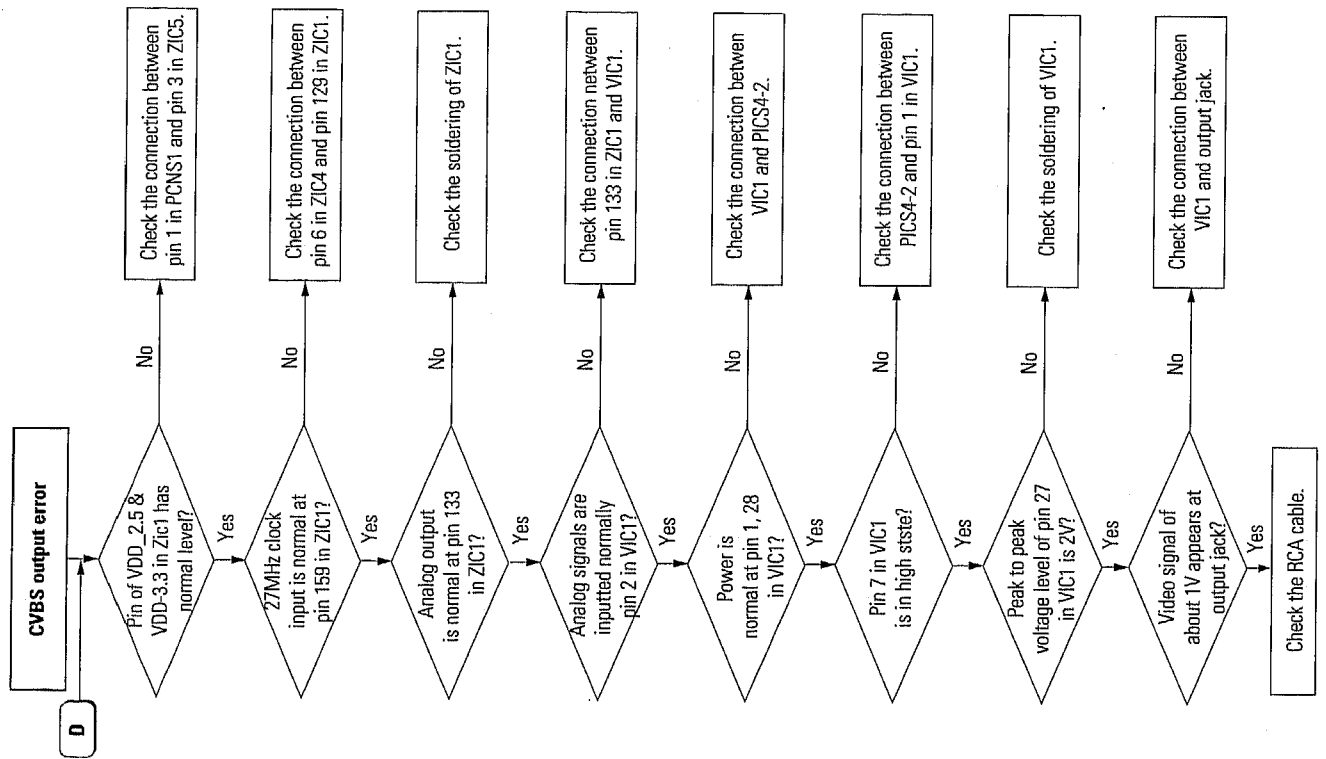 CVBS output error
D
Pin of VDD_2.5 &
VDD-3.3 in Zic1 has
normal level?
No
Check the connection between
pin 1 in PCNS1 and pin 3 in ZIC5.
Yes
27MHz clock
input is normal at
pin 159 in ZIC1?
No
Check the connection between
pin 6 in ZIC4 and pin 129 in ZIC1.
Yes
Analog output
is normal at pin 133
in ZIC1?
No
Check the soldering of ZIC1.
Yes
Analog signals are
inputted normally
pin 2 in VIC1?
No
Check the connection netween
pin 133 in ZIC1 and VIC1.
Yes
Power is
normal at pin 1, 28
in VIC1?
No
Check the connection between
VIC1 and PICS4-2.
Yes
Pin 7 in VIC1
is in high stste?
No
Check the connection between
PICS4-2 and pin 1 in VIC1.
Yes
Peak to peak
voltage level of pin 27
in VIC1 is 2V?
No
Check the soldering of VIC1.
Yes
Video signal of
about 1V appears at
output jack?
No
Check the connection between
VIC1 and output jack.
Yes
Check the RCA cable.